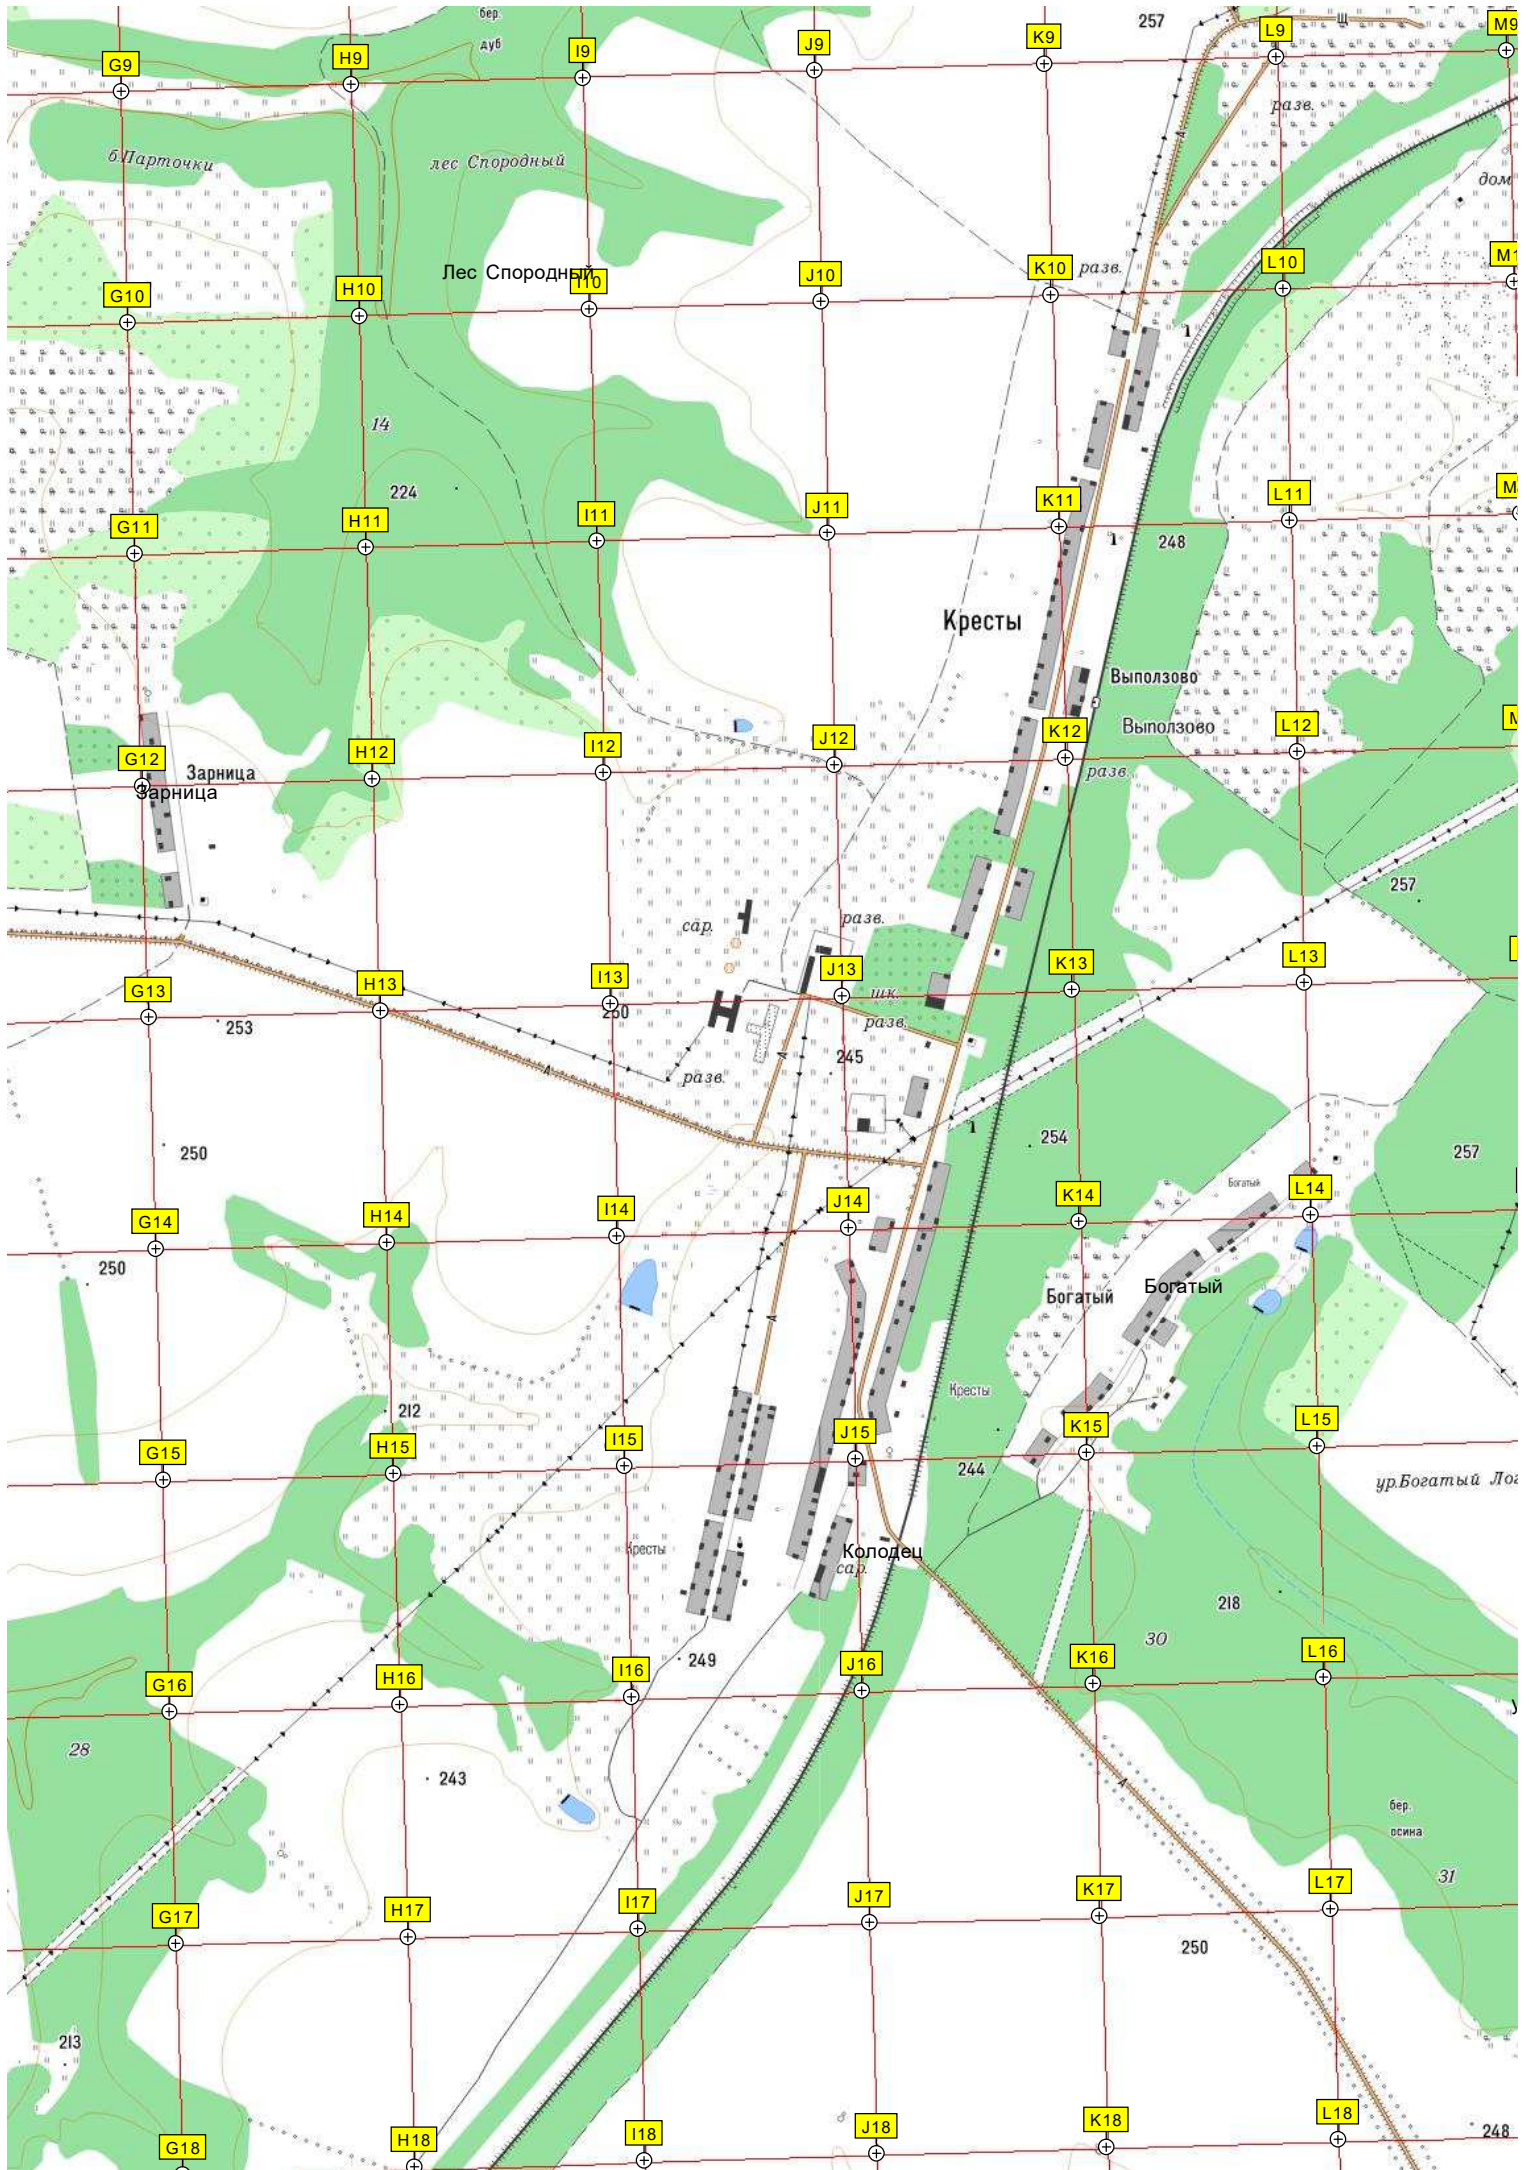 бер.
дуб
257
Щ
G9
H9
I9
J9
K9
L9
M9
разв.
А
б.Парточки
лес Спородный
дом
Лес Спородный
разв.
G10
H10
I10
J10
K10
L10
14
224
G11
H11
I11
J11
K11
L11
248
Кресты
Выползово
Выползово
G12
H12
I12
J12
K12
L12
Зарница
Зарница
разв.
257
сар.
разв.
G13
H13
I13
J13
K13
L13
шк.
разв.
253
250
245
А
А
разв.
250
254
257
Богатый
G14
H14
I14
J14
K14
L14
250
Богатый
Богатый
А
Кресты
212
G15
H15
I15
J15
K15
L15
244
ур.Богатый Лог
Кресты
Колодец
сар.
218
30
249
G16
H16
I16
J16
K16
L16
28
243
А
бер.
осина
31
G17
H17
I17
J17
K17
L17
250
213
G18
H18
I18
J18
K18
L18
248